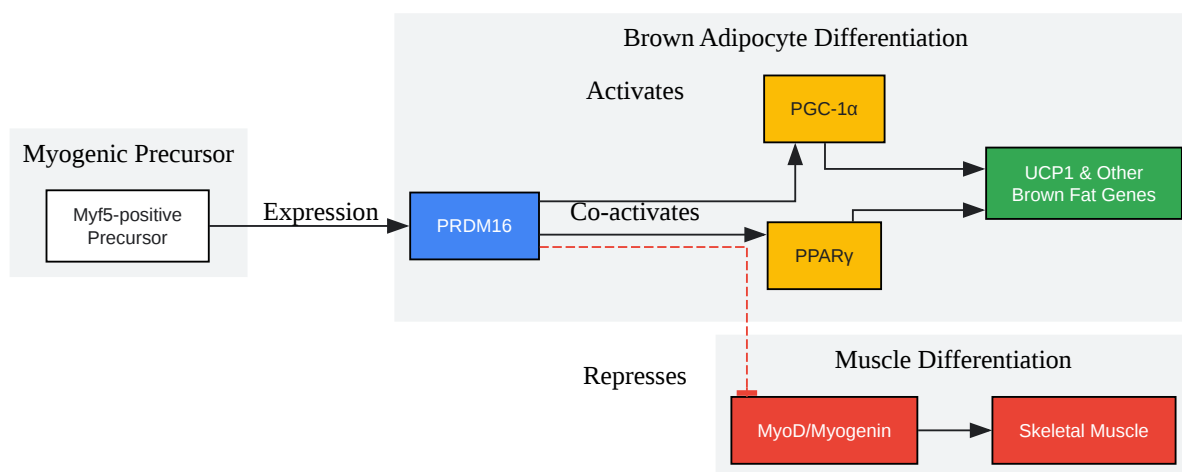 Brown Adipocyte Differentiation
Activates
PGC-1α
Myogenic Precursor
UCP1 & Other
Brown Fat Genes
Myf5-positive
Precursor
Expression
PRDM16
Co-activates
PPARγ
Muscle Differentiation
Represses
MyoD/Myogenin
Skeletal Muscle